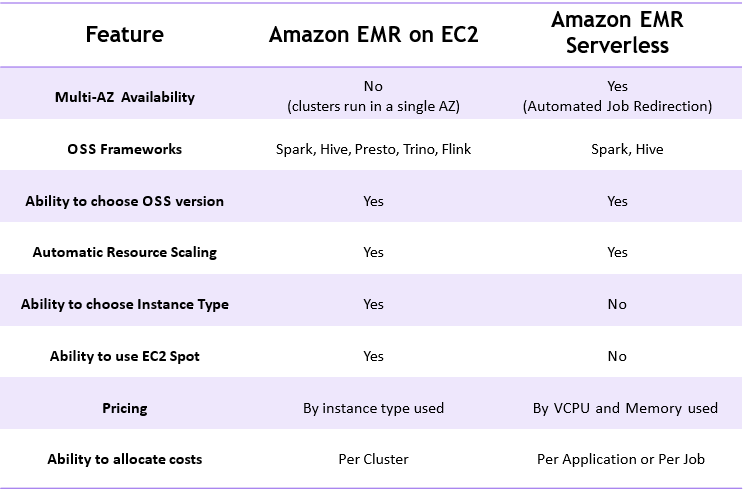 Feature Amazon EMR on EC2 Amazon EMR
Serverless
Multi-AZ Availability No Yes
(clusters run in a single AZ) (Automated Job Redirection)
OSS Frameworks Spark, Hive, Presto, Trino, Flink Spark, Hive
Ability to choose OSS version Yes Yes
Automatic Resource Scaling Yes Yes
Ability to choose Instance Type Yes No
Ability to use EC2 Spot Yes No
Pricing By instance type used By VCPU and Memory used
Ability to allocate costs Per Cluster Per Application or Per Job